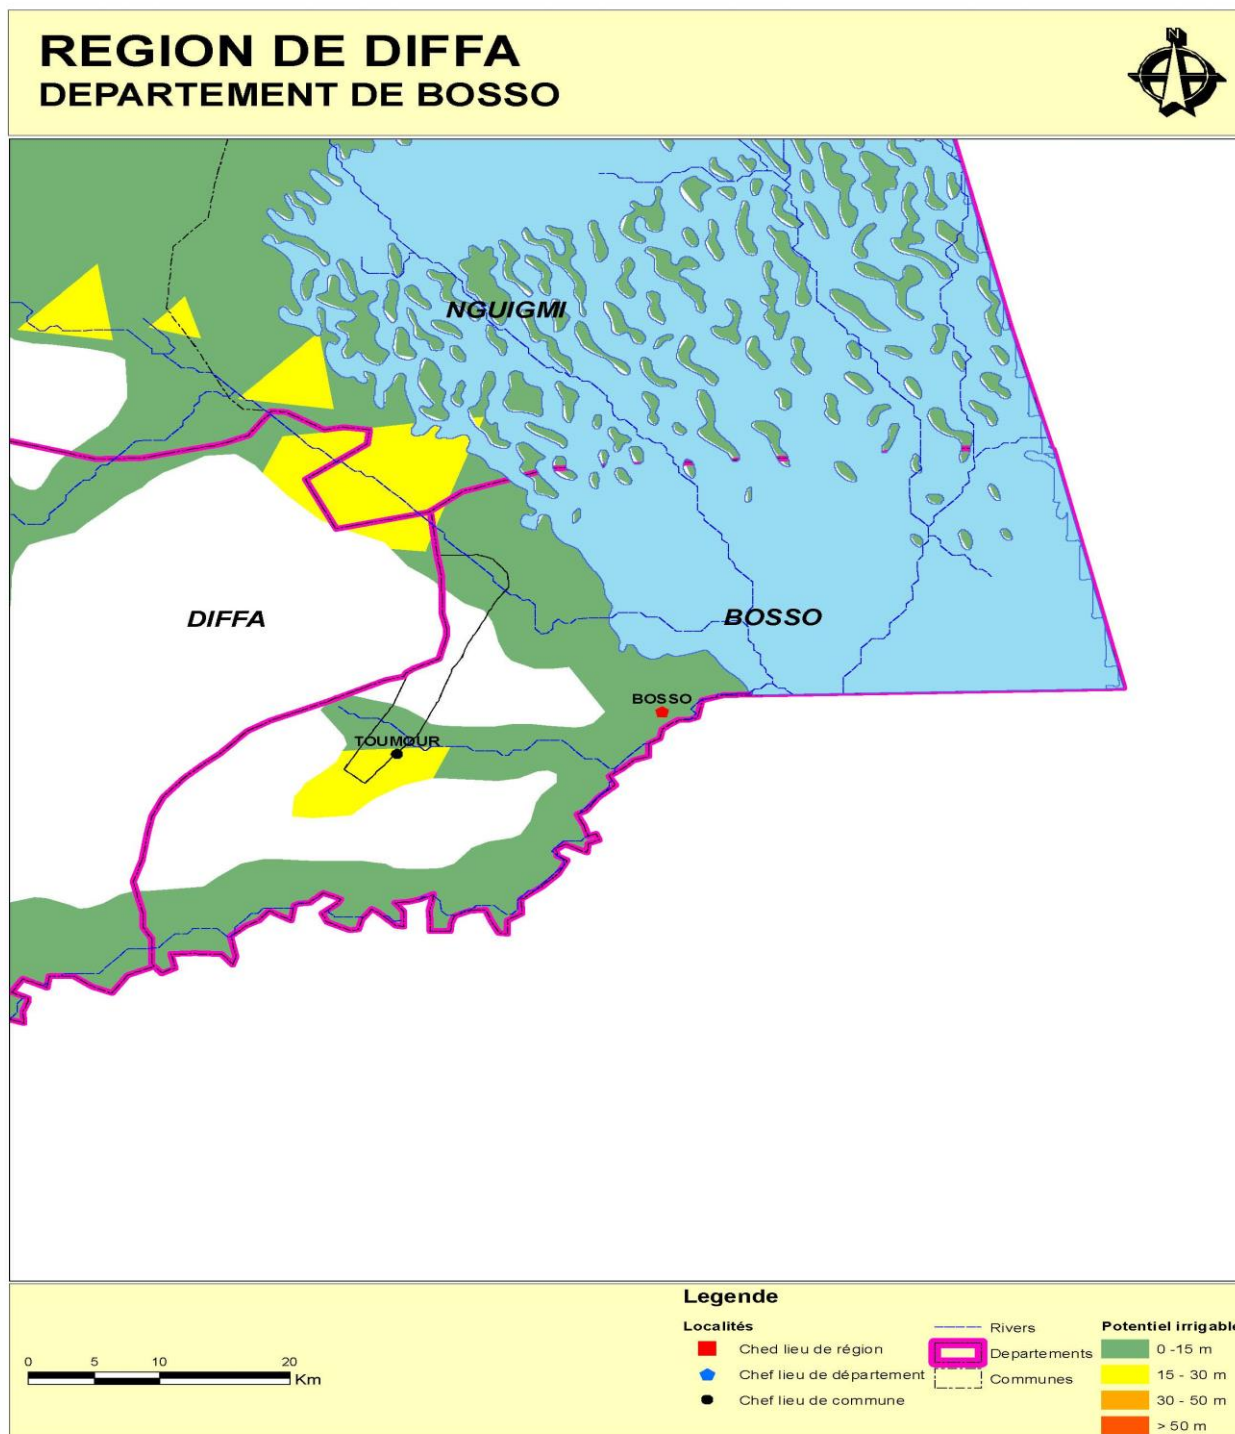 REGION DE DIFFA
DEPARTEMENT DE BOSSO
N
NGUIGMI
DIFFA
BOSSO
BOSSO
TOUMOUR
0 5 10 20
Km
Legende
Localités
Ched lieu de région
Chef lieu de département
Chef lieu de commune
Rivers
Departements
Communes
Potentiel irrigable
0 -15 m
15 - 30 m
30 - 50 m
> 50 m